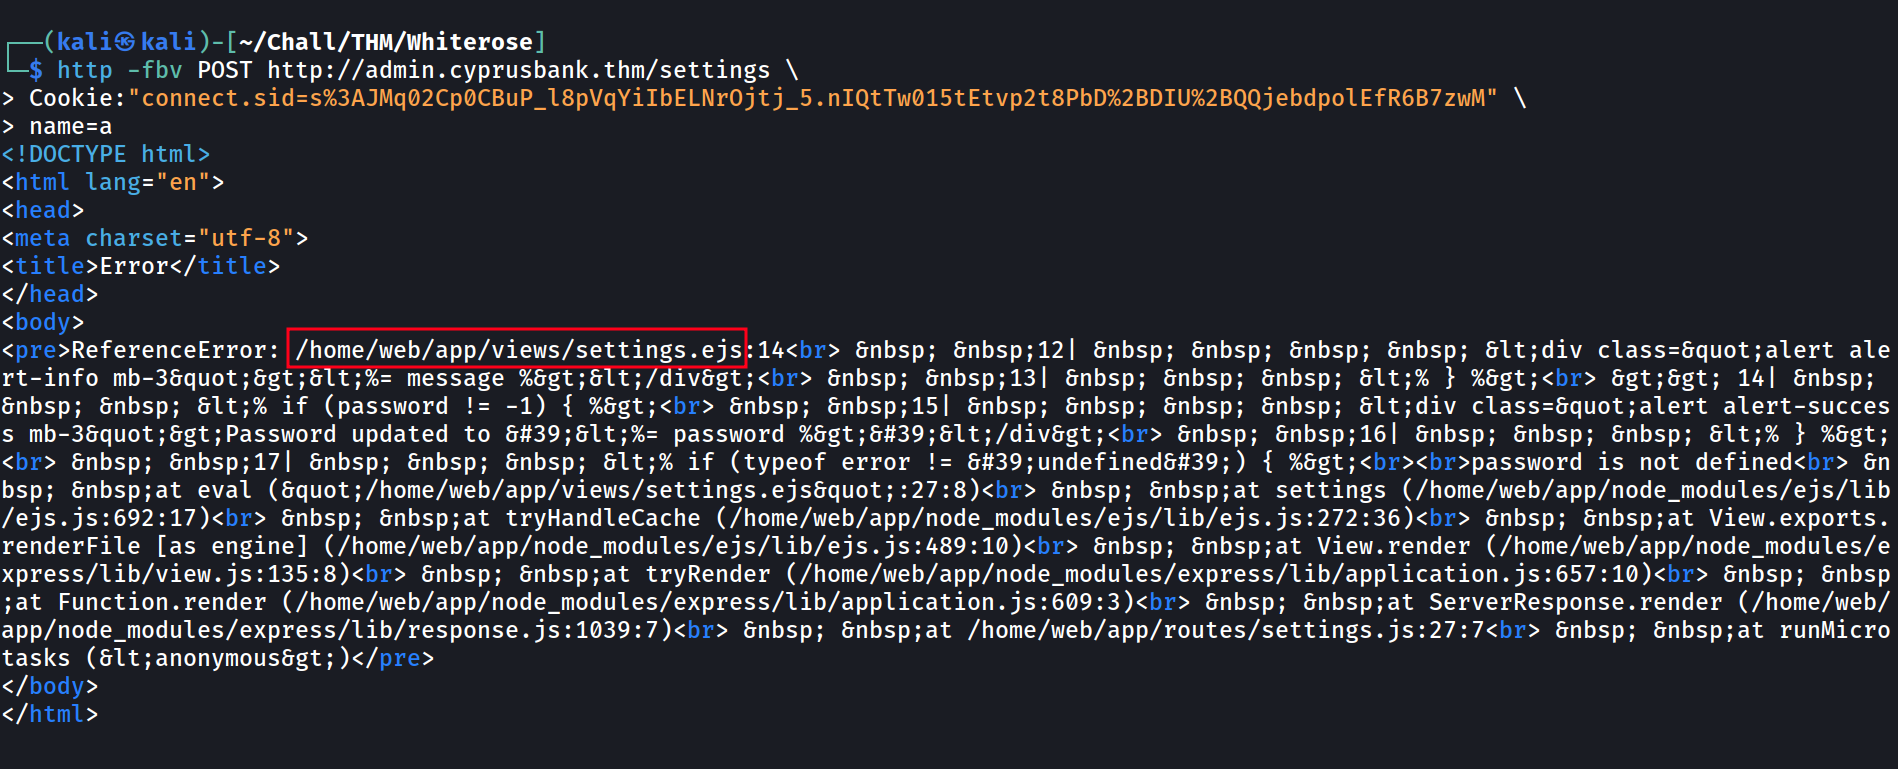 ┌──(kali㉿kali)-[~/Chall/THM/Whiterose]
└─$ http -fbv POST http://admin.cyprusbank.thm/settings \
> Cookie:"connect.sid=s%3AJMq02Cp0CBuP_l8pVqYiIbELNrOjtj_5.nIQtTw015tEtvp2t8PbD%2BDIU%2BQQjebdpolEfR6B7zwM" \
> name=a
<!DOCTYPE html>
<html lang="en">
<head>
<meta charset="utf-8">
<title>Error</title>
</head>
<body>
<pre>ReferenceError: /home/web/app/views/settings.ejs:14<br> &nbsp; &nbsp;12| &nbsp; &nbsp; &nbsp; &nbsp; &lt;div class=&quot;alert ale
rt-info mb-3&quot;&gt;&lt;%= message %&gt;&lt;/div&gt;<br> &nbsp; &nbsp;13| &nbsp; &nbsp; &nbsp; &lt;% } %&gt;<br> &gt;&gt; 14| &nbsp; 
&nbsp; &nbsp; &lt;% if (password != -1) { %&gt;<br> &nbsp; &nbsp;15| &nbsp; &nbsp; &nbsp; &nbsp; &lt;div class=&quot;alert alert-succes
s mb-3&quot;&gt;Password updated to &#39;&lt;%= password %&gt;&#39;&lt;/div&gt;<br> &nbsp; &nbsp;16| &nbsp; &nbsp; &nbsp; &lt;% } %&gt;
<br> &nbsp; &nbsp;17| &nbsp; &nbsp; &nbsp; &lt;% if (typeof error != &#39;undefined&#39;) { %&gt;<br><br>password is not defined<br> &n
bsp; &nbsp;at eval (&quot;/home/web/app/views/settings.ejs&quot;:27:8)<br> &nbsp; &nbsp;at settings (/home/web/app/node_modules/ejs/lib
/ejs.js:692:17)<br> &nbsp; &nbsp;at tryHandleCache (/home/web/app/node_modules/ejs/lib/ejs.js:272:36)<br> &nbsp; &nbsp;at View.exports.
renderFile [as engine] (/home/web/app/node_modules/ejs/lib/ejs.js:489:10)<br> &nbsp; &nbsp;at View.render (/home/web/app/node_modules/e
xpress/lib/view.js:135:8)<br> &nbsp; &nbsp;at tryRender (/home/web/app/node_modules/express/lib/application.js:657:10)<br> &nbsp; &nbsp
;at Function.render (/home/web/app/node_modules/express/lib/application.js:609:3)<br> &nbsp; &nbsp;at ServerResponse.render (/home/web/
app/node_modules/express/lib/response.js:1039:7)<br> &nbsp; &nbsp;at /home/web/app/routes/settings.js:27:7<br> &nbsp; &nbsp;at runMicro
tasks (&lt;anonymous&gt;)</pre>
</body>
</html>